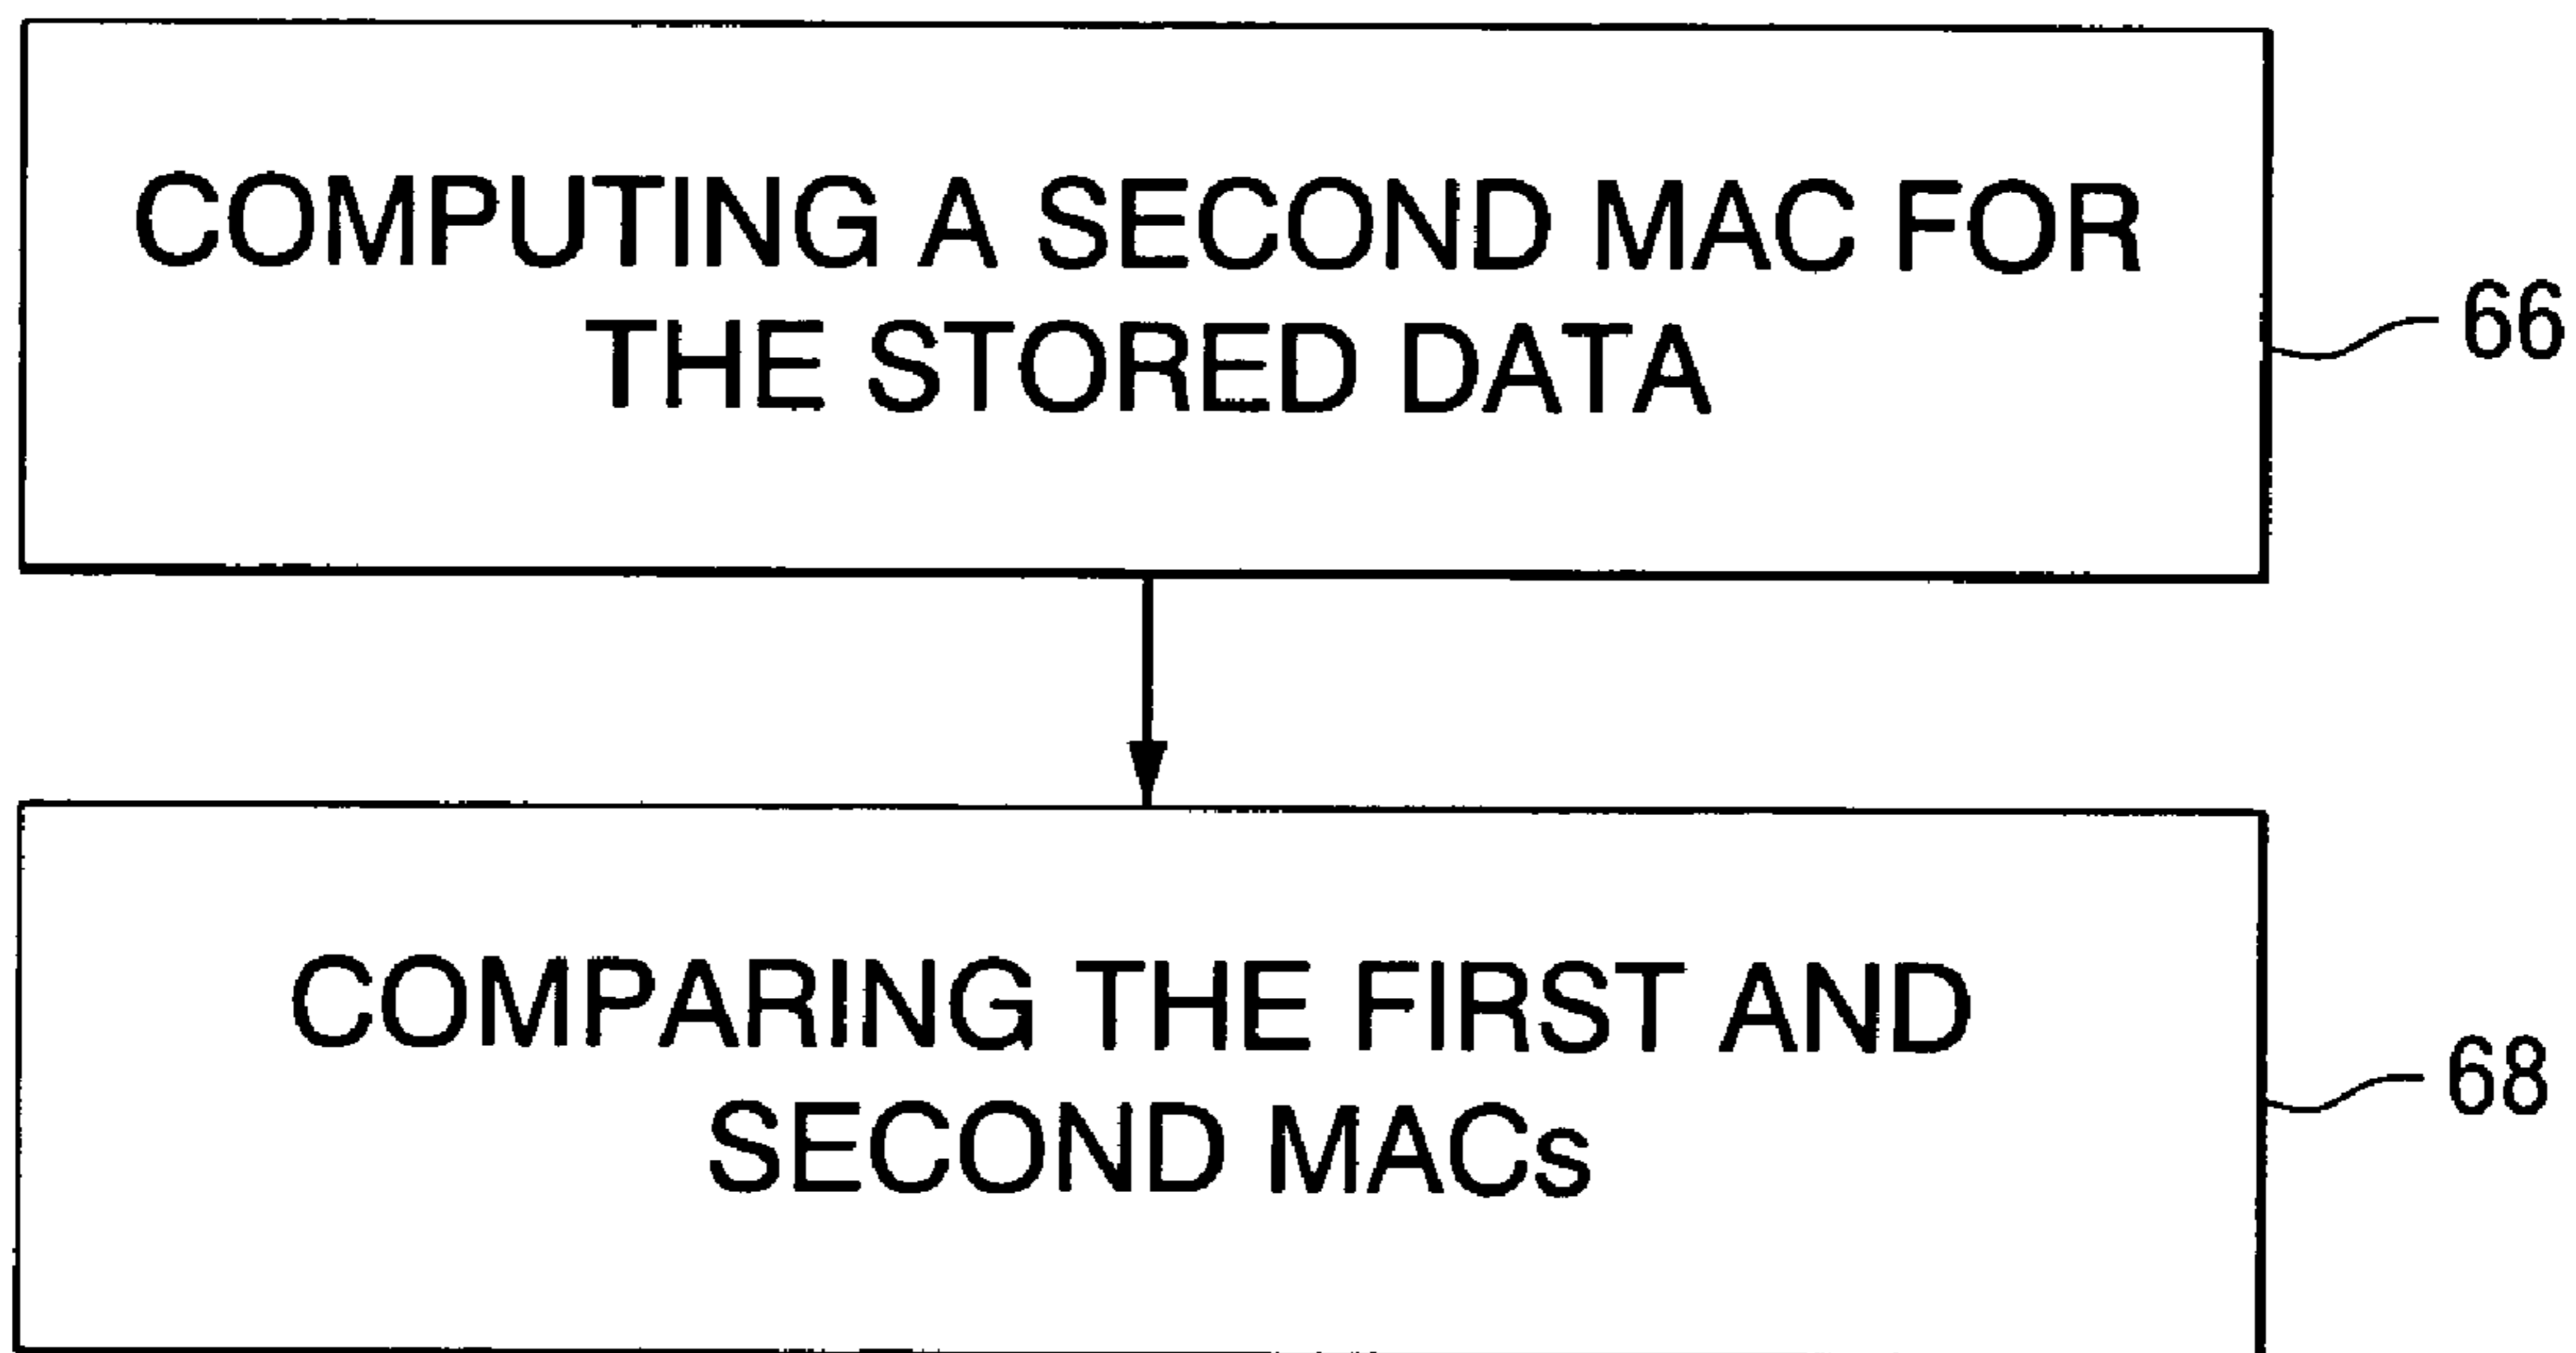 COMPUTING A SECOND MAC FOR
THE STORED DATA
66
COMPARING THE FIRST AND
SECOND MACs
68